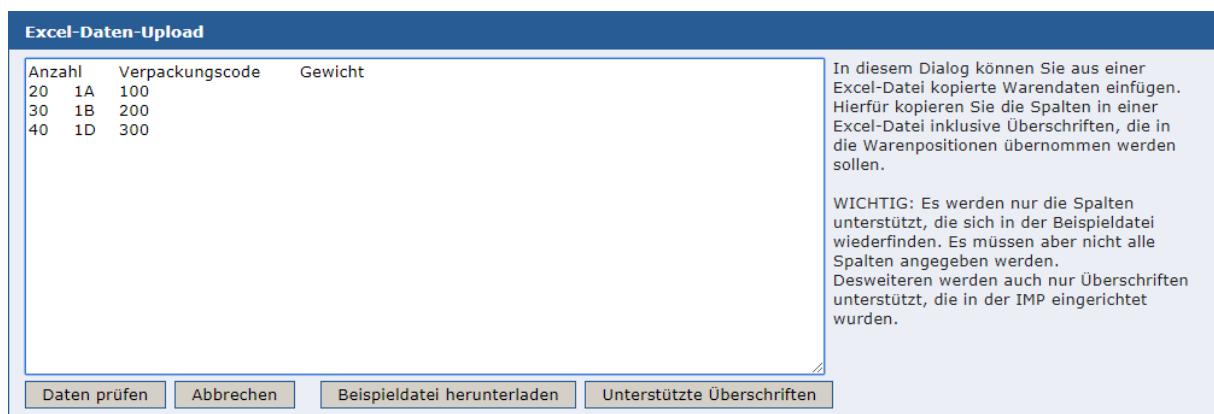 Excel-Daten-Upload
Anzahl Verpackungscode Gewicht
20 1A 100
30 1B 200
40 1D 300
In diesem Dialog können Sie aus einer
Excel-Datei kopierte Warendaten einfügen.
Hierfür kopieren Sie die Spalten in einer
Excel-Datei inklusive Überschriften, die in
die Warenpositionen übernommen werden
sollen.
WICHTIG: Es werden nur die Spalten
unterstützt, die sich in der Beispieldatei
wiederfinden. Es müssen aber nicht alle
Spalten angegeben werden.
Desweiteren werden auch nur Überschriften
unterstützt, die in der IMP eingerichtet
wurden.
Daten prüfen Abbrechen Beispieldatei herunterladen Unterstützte Überschriften